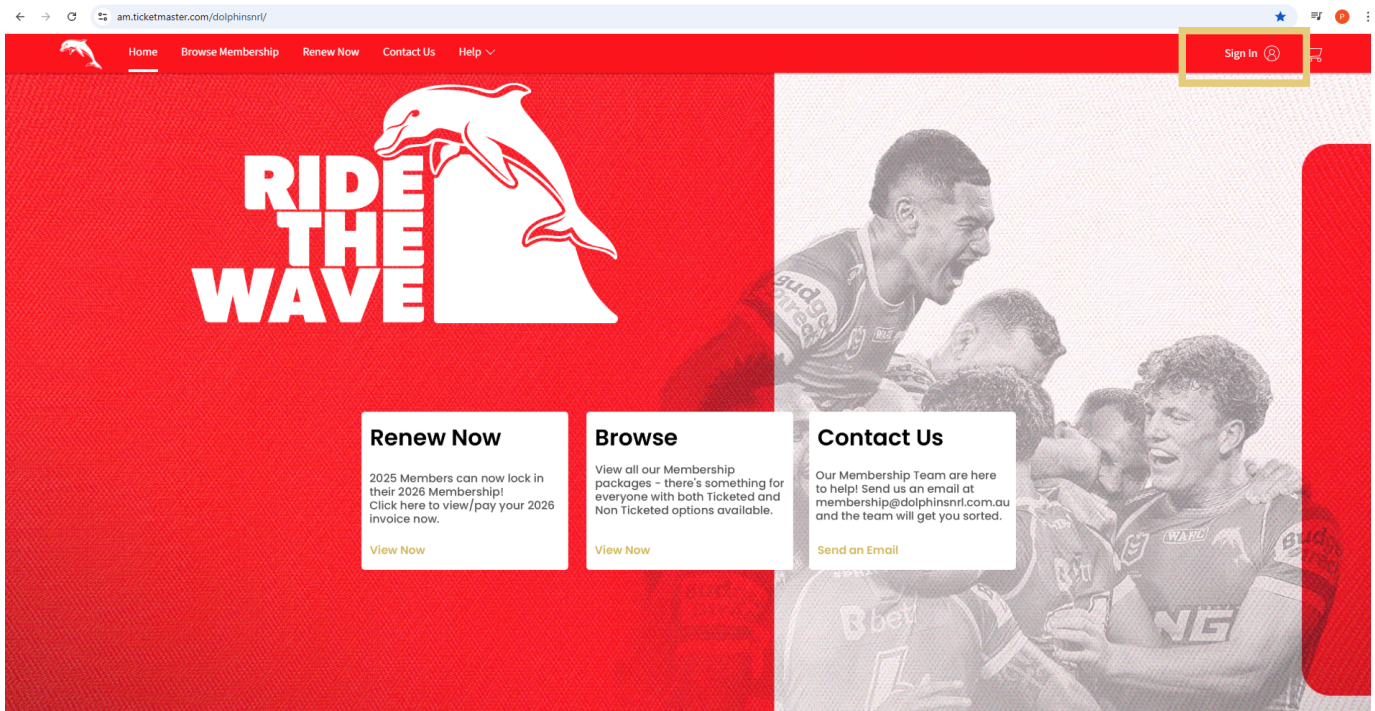 am.ticketmaster.com/dolphinsnrl/
P
Home Browse Membership Renew Now Contact Us Help
Sign In
RIDE
THE
WAVE
Renew Now
2025 Members can now lock in
their 2026 Membership!
Click here to view/pay your 2026
invoice now.
View Now
Browse
View all our Membership
packages - there's something for
everyone with both Ticketed and
Non Ticketed options available.
View Now
Contact Us
Our Membership Team are here
to help! Send us an email at
membership@dolphinsnrl.com.au
and the team will get you sorted.
Send an Email
Budget
Direct
bet